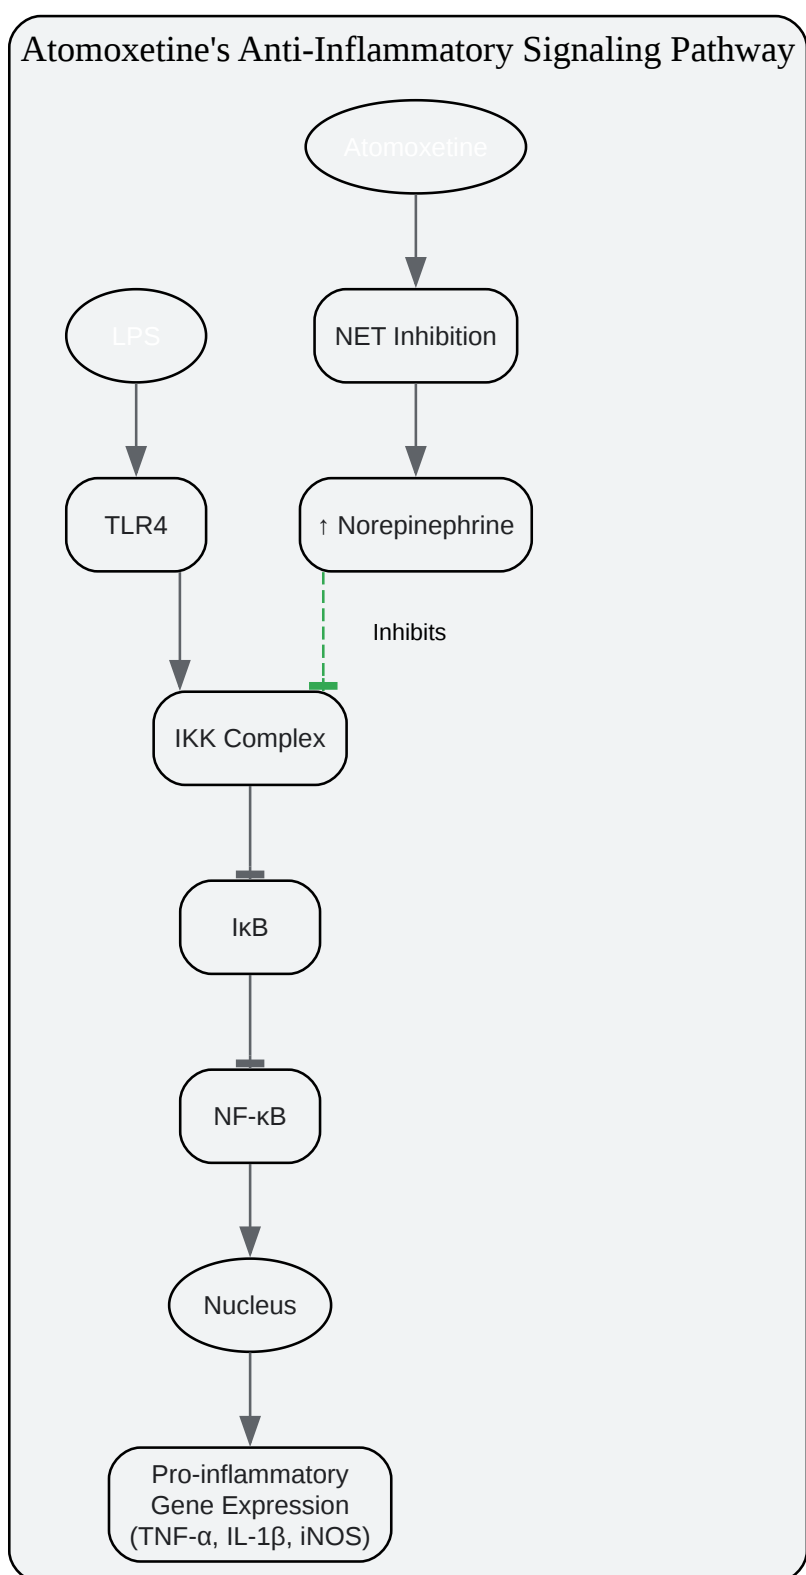 Atomoxetine's Anti-Inflammatory Signaling Pathway
Atomoxetine
LPS
NET Inhibition
TLR4
↑ Norepinephrine
Inhibits
IKK Complex
IκB
NF-κB
Nucleus
Pro-inflammatory
Gene Expression
(TNF-α, IL-1β, iNOS)